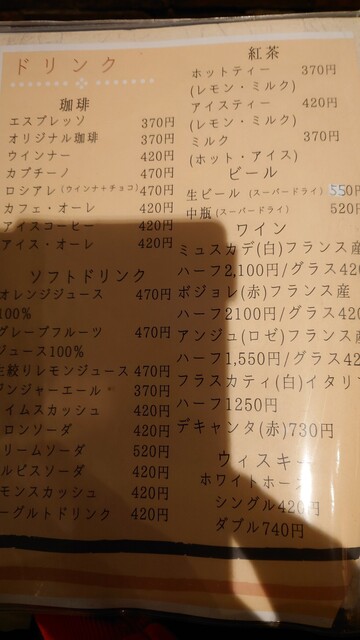 ドリンク
珈琲
エスプレッソ 370円
オリジナル珈琲 370円
ウインナー 420円
カプチーノ 470円
ロシアレ(ウィンナ+チョコ) 470円
カフェ・オーレ 420円
アイスコーヒー 420円
アイス・オーレ 420円
ソフトドリンク
オレンジジュース 470円
100%
グレープフルーツ 470円
ジュース100%
生絞りレモンジュース 470円
ジンジャーエール 370円
イムスカッシュ 420円
ロンソーダ 420円
リームソーダ 520円
ルピスソーダ 420円
モンスカッシュ 420円
ーグルトドリンク 420円
紅茶
ホットティー 370円
(レモン・ミルク)
アイスティー 420円
(レモン・ミルク)
ミルク 370円
(ホット・アイス)
ビール
生ビール (スーパードライ) 550円
中瓶(スーパードライ) 520円
ワイン
ミュスカデ(白)フランス産
ハーフ2,100円/グラス420
ボジョレ(赤)フランス産
ハーフ2100円/グラス420
アンジュ(ロゼ)フランス産
ハーフ1,550円/グラス420
フラスカティ(白)イタリ
ハーフ1250円
デキャンタ(赤)730円
ウィスキー
ホワイトホース
シングル420円
ダブル740円